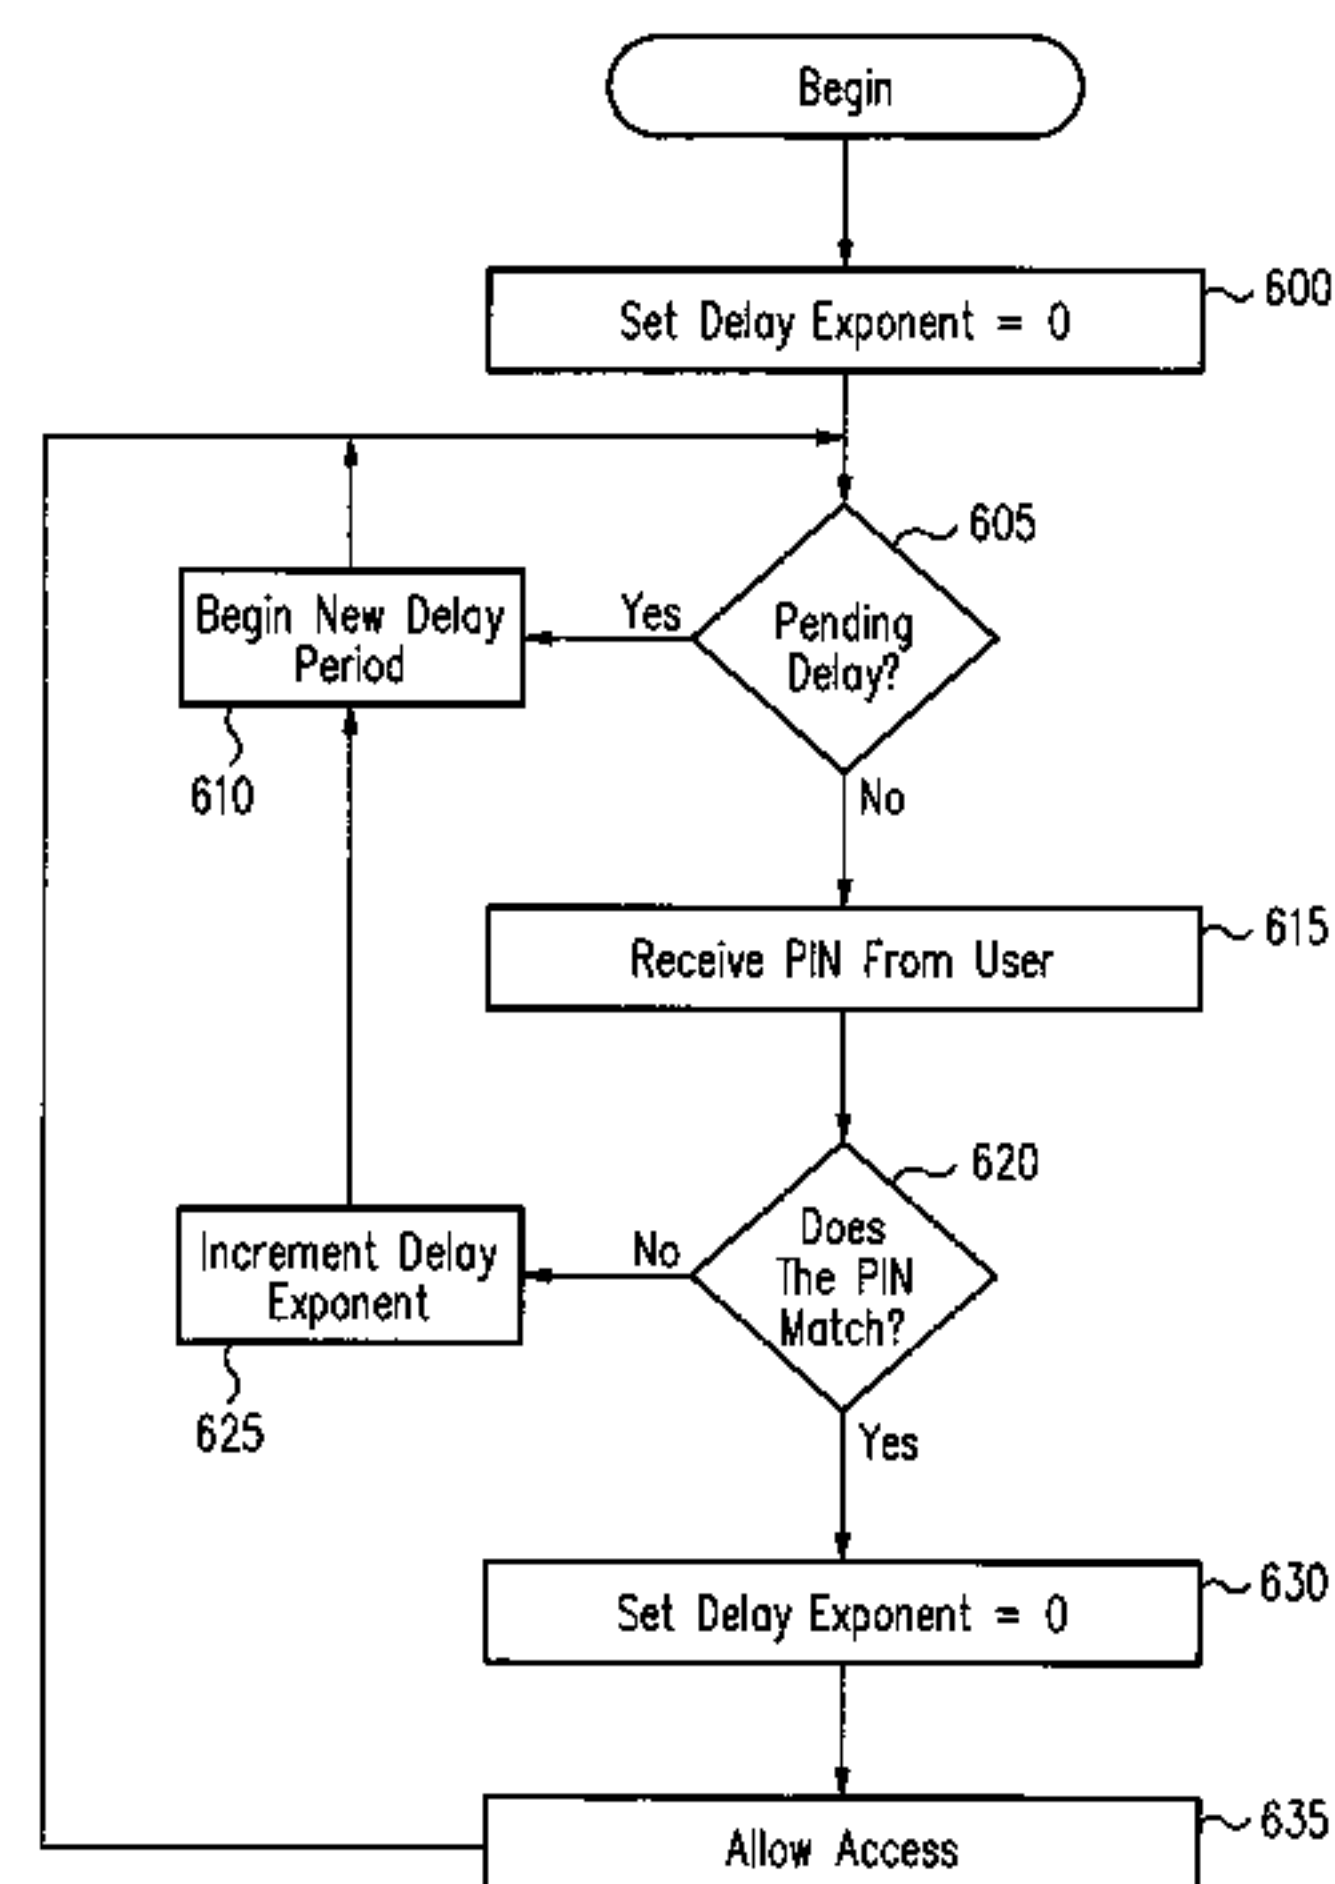 Begin
Set Delay Exponent = 0
600
605
Pending
Delay?
Yes
Begin New Delay
Period
610
No
Receive PIN From User
615
620
Does
The PIN
Match?
No
Increment Delay
Exponent
625
Yes
Set Delay Exponent = 0
630
Allow Access
635